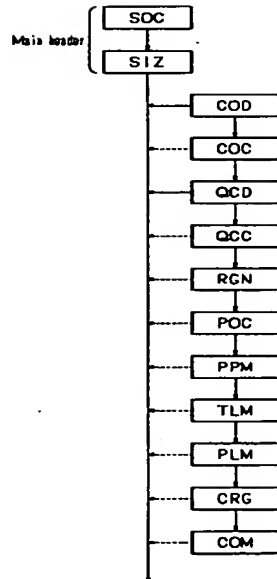 SOC
Main header
SIZ
COD
COC
QCD
QCC
RGN
POC
PPM
TLM
PLM
CRG
COM